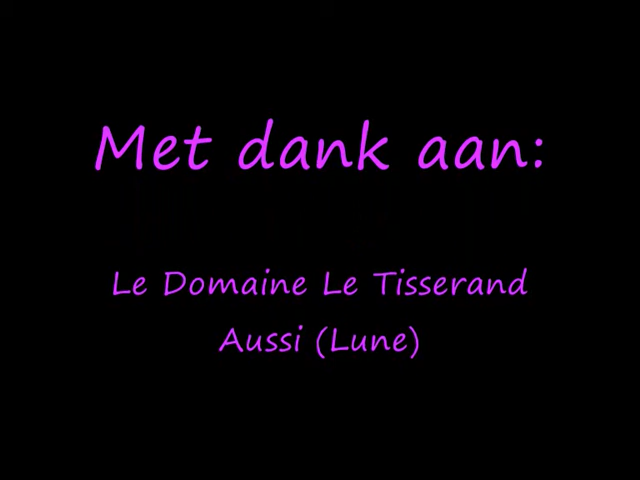 Met dank aan:
Le Domaine Le Tisserand
Aussi (Lune)